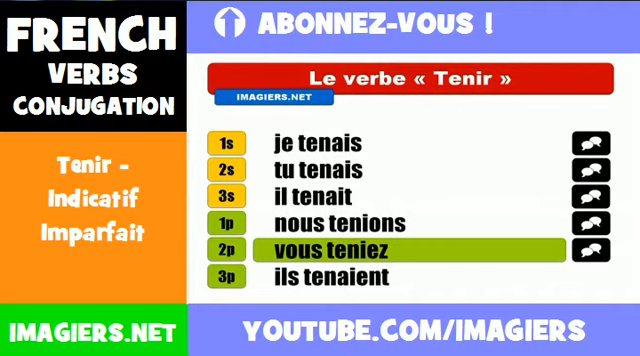 FRENCH
VERBS
CONJUGATION
ABONNEZ-VOUS !
Le verbe « Tenir »
IMAGIERS.NET
Tenir -
Indicatif
Imparfait
1s je tenais
2s tu tenais
3s il tenait
1p nous tenions
2p vous teniez
3p ils tenaient
IMAGIERS.NET
YOUTUBE.COM/IMAGIERS